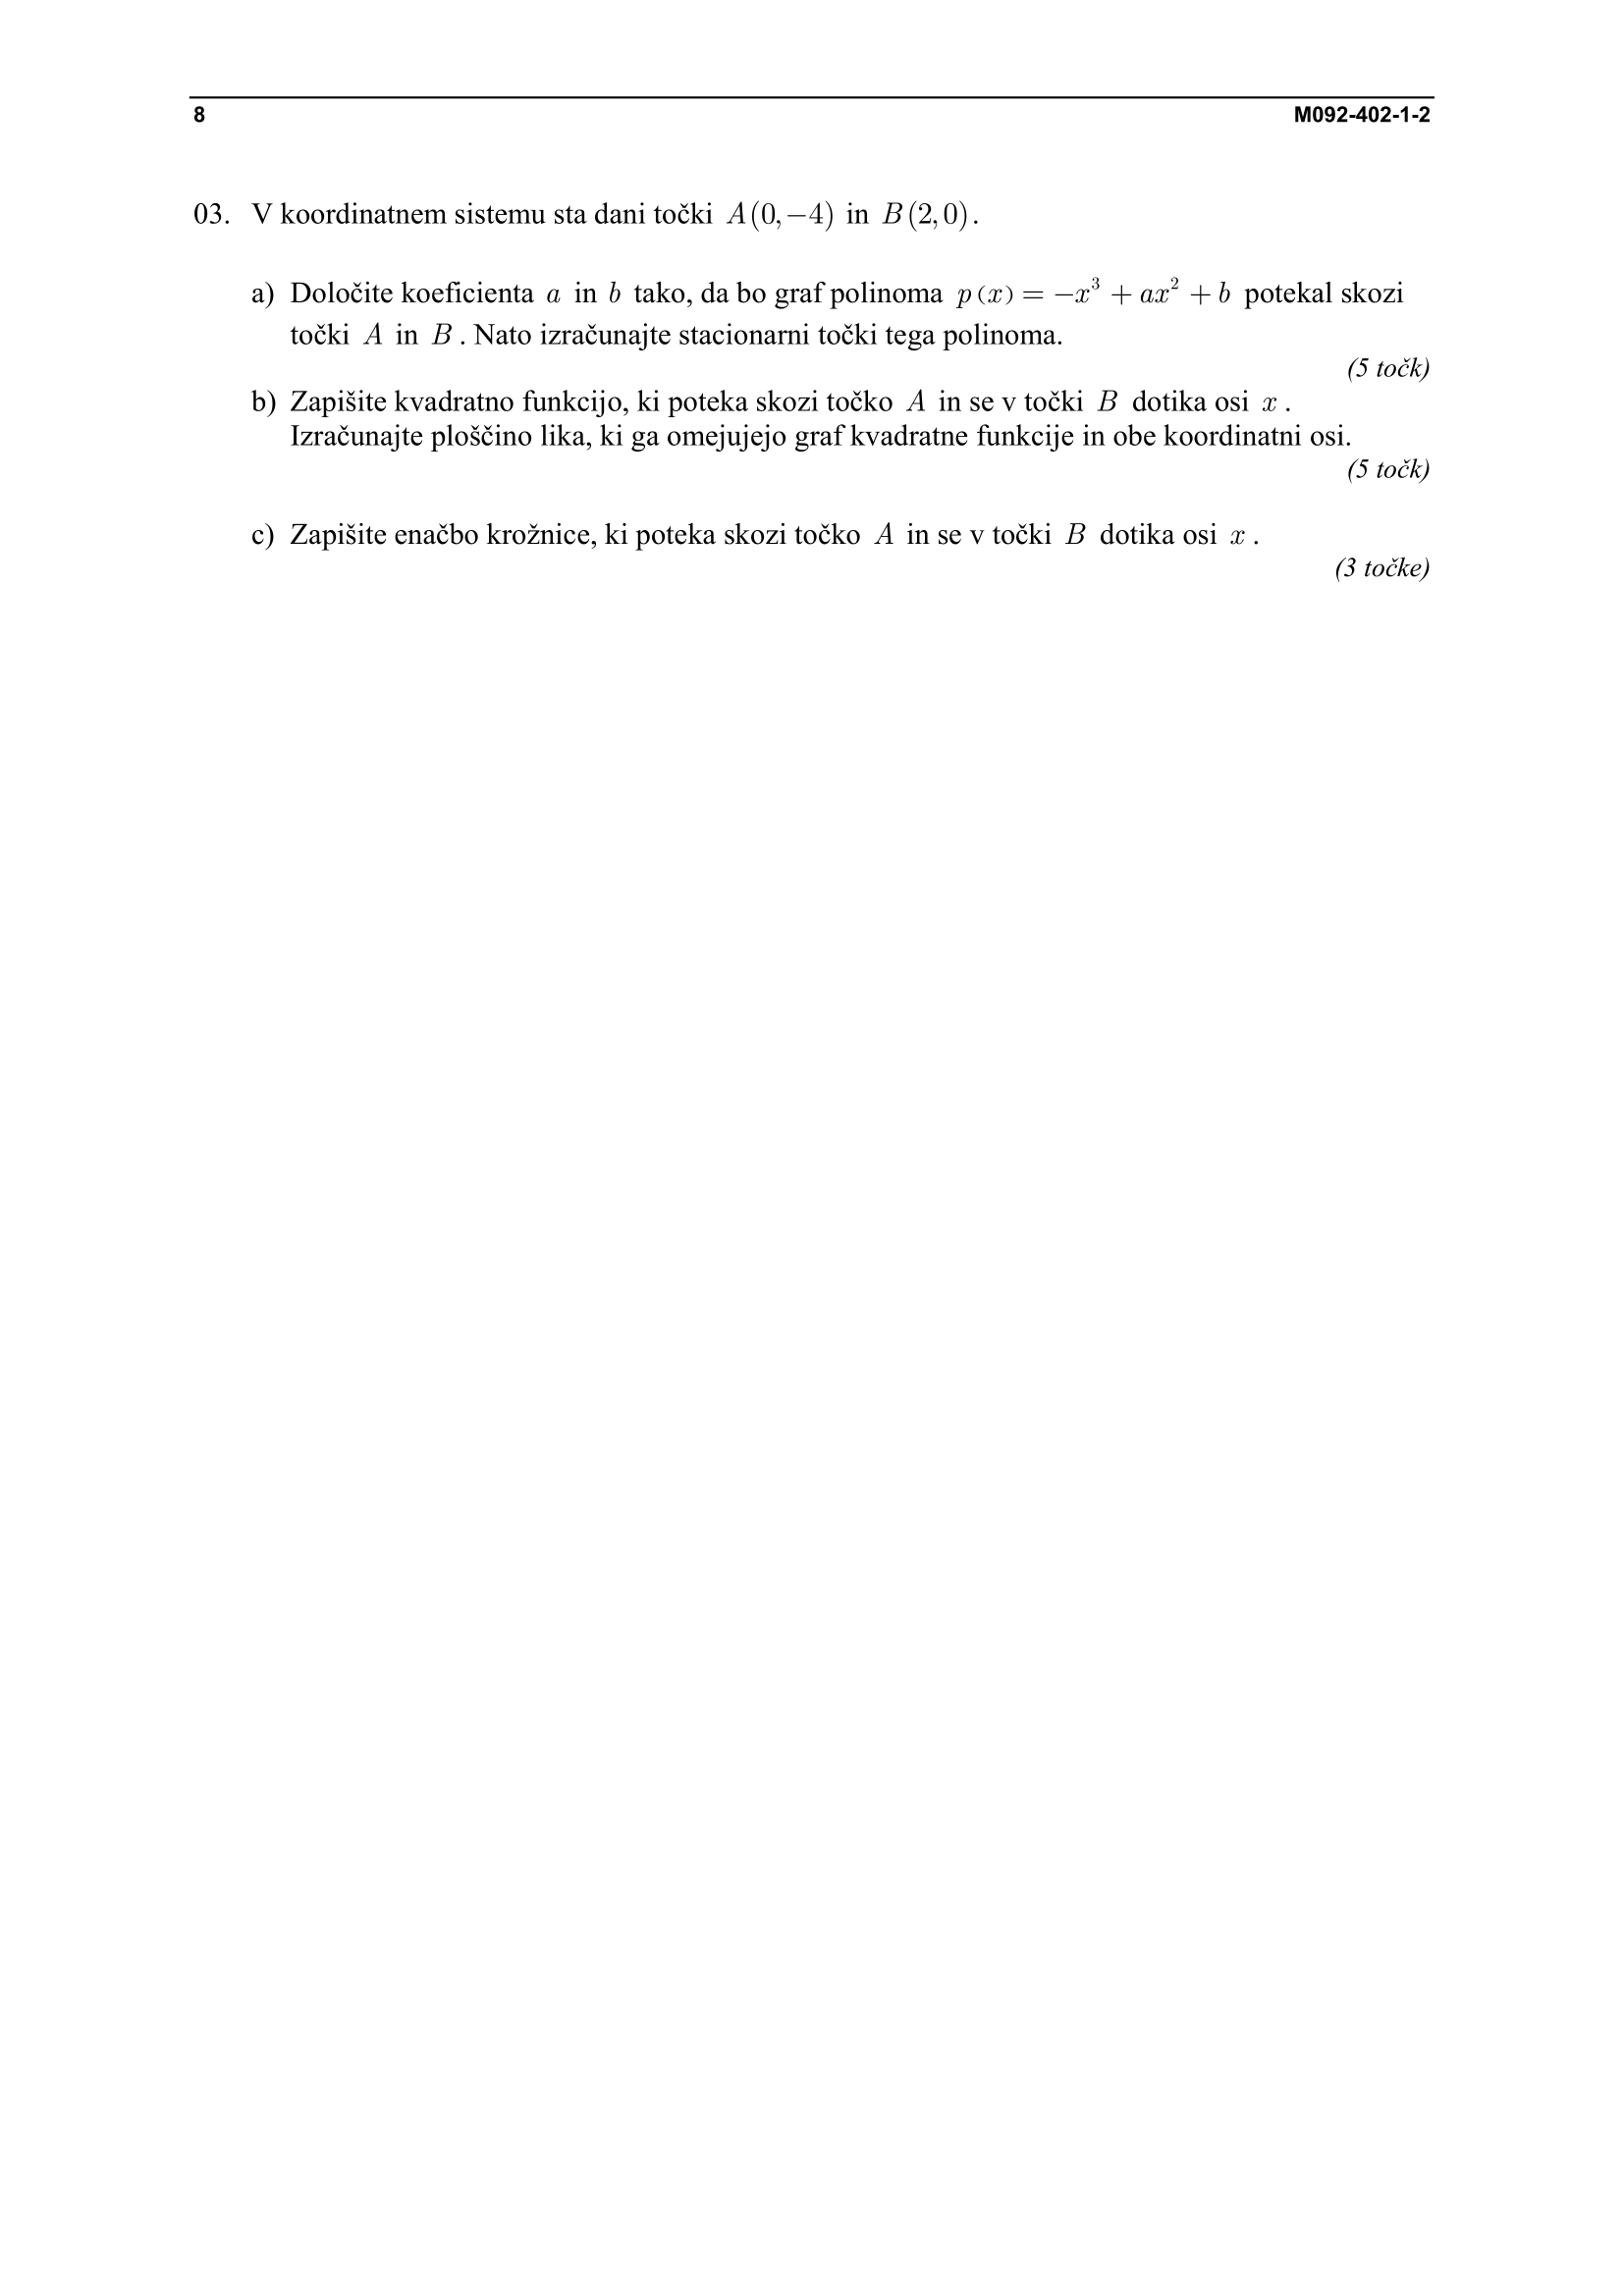 8 M092-402-1-2
03. V koordinatnem sistemu sta dani točki A(0,−4) in B(2,0).
a) Določite koeficienta a in b tako, da bo graf polinoma p(x) = −x³ + ax² + b potekal skozi
točki A in B. Nato izračunajte stacionarni točki tega polinoma.
(5 točk)
b) Zapišite kvadratno funkcijo, ki poteka skozi točko A in se v točki B dotika osi x.
Izračunajte ploščino lika, ki ga omejujejo graf kvadratne funkcije in obe koordinatni osi.
(5 točk)
c) Zapišite enačbo krožnice, ki poteka skozi točko A in se v točki B dotika osi x.
(3 točke)